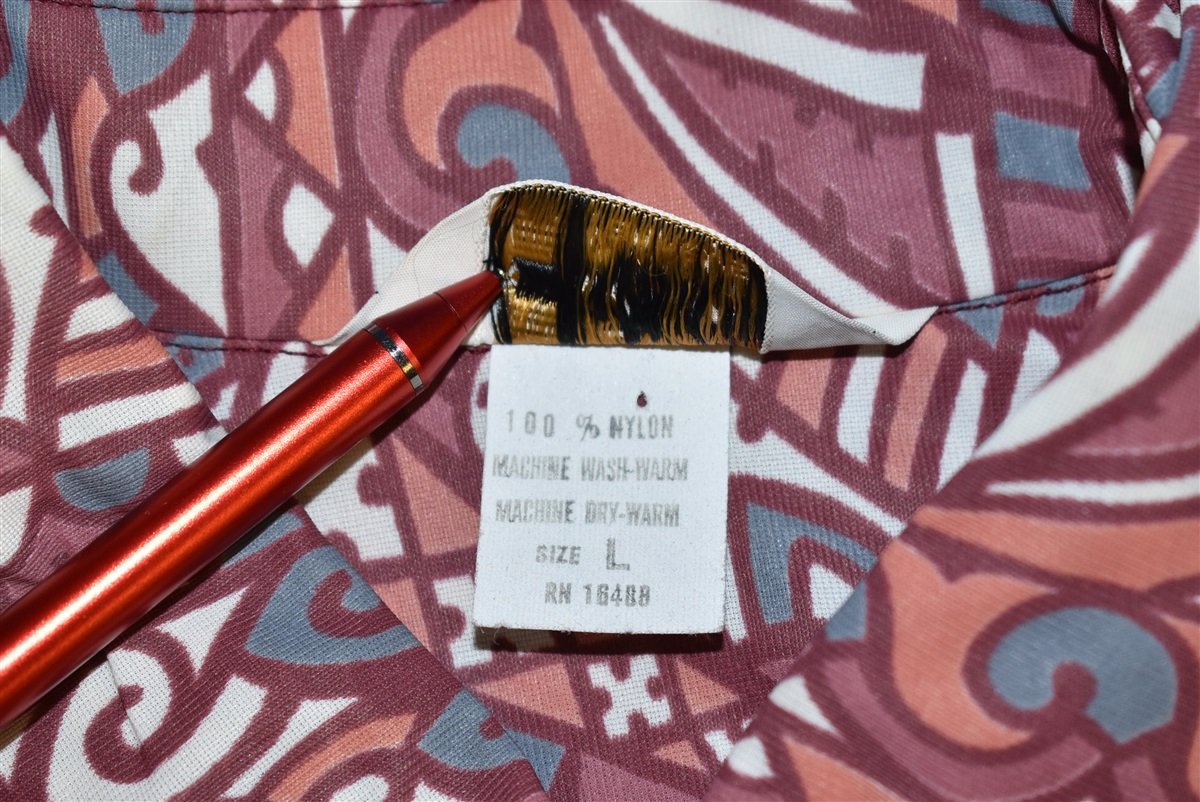 100 % NYLON
MACHINE WASH-WARM
MACHINE DRY-WARM
SIZE L
RN 16488